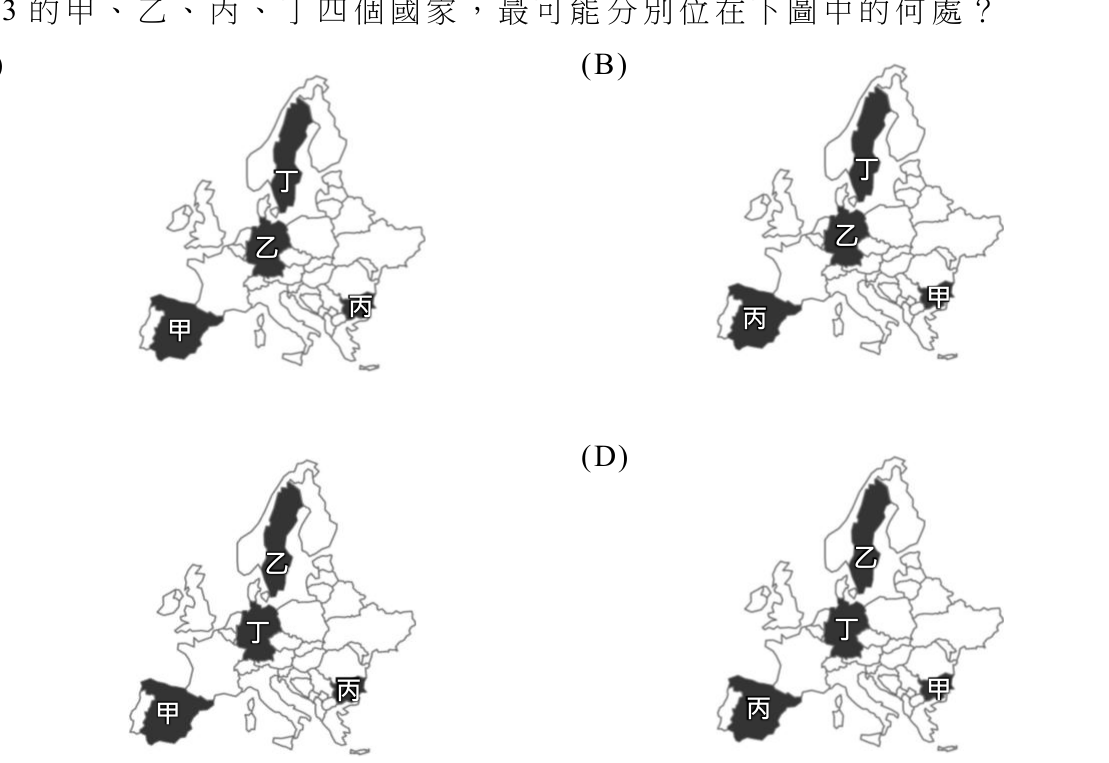 3 的甲、乙、丙、丁四個國家，最可能分別位在下圖中的何處？
) (B)
丁 丁
乙 乙
丙 甲
甲 丙
(D)
乙 乙
丁 丁
丙 甲
甲 丙